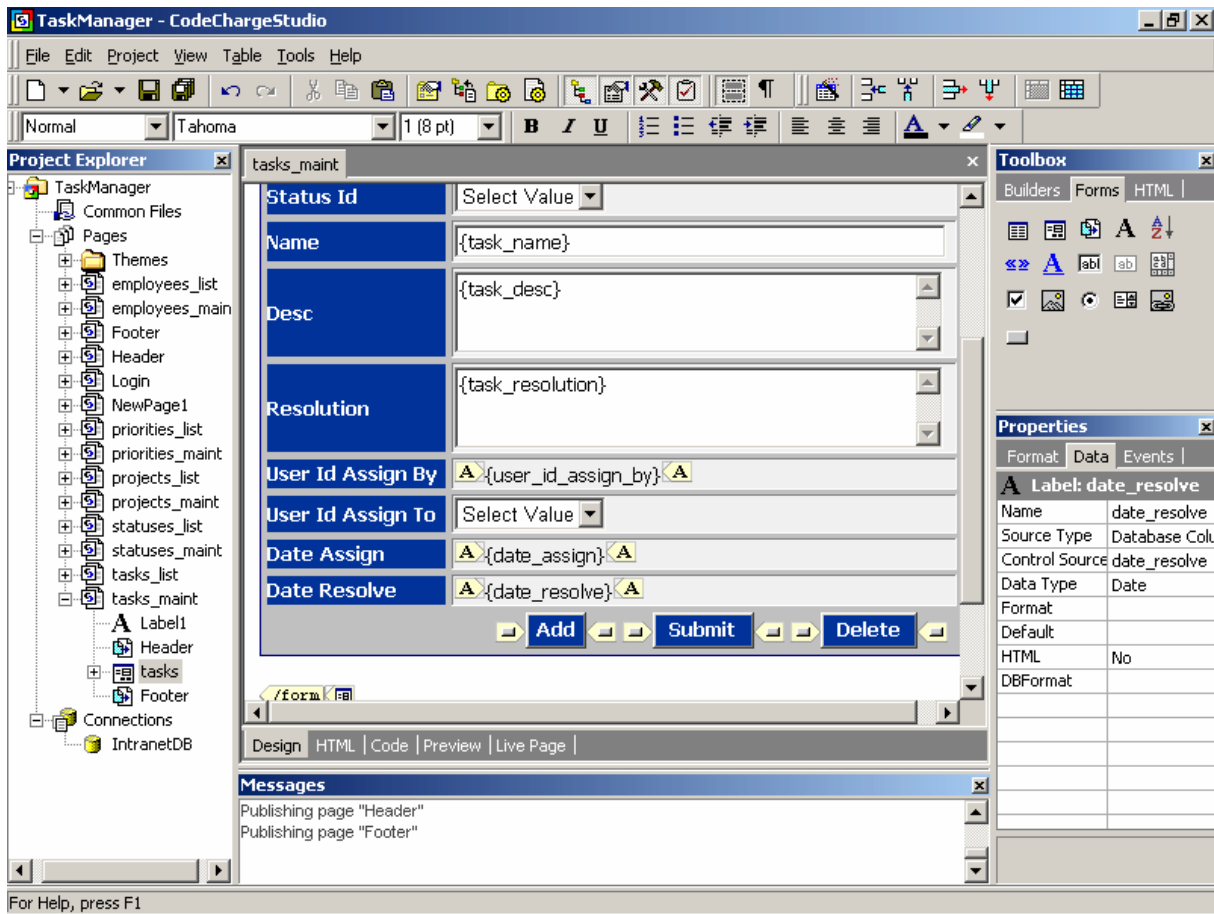 TaskManager - CodeChargeStudio
File Edit Project View Table Tools Help
Normal Tahoma 1 (8 pt) B I U A
Project Explorer
TaskManager
Common Files
Pages
Themes
employees_list
employees_main
Footer
Header
Login
NewPage1
priorities_list
priorities_maint
projects_list
projects_maint
statuses_list
statuses_maint
tasks_list
tasks_maint
A Label1
Header
tasks
Footer
Connections
IntranetDB
tasks_maint
Status Id Select Value
Name {task_name}
Desc {task_desc}
Resolution {task_resolution}
User Id Assign By A {user_id_assign_by} A
User Id Assign To Select Value
Date Assign A {date_assign} A
Date Resolve A {date_resolve} A
Add Submit Delete
/form
Design HTML Code Preview Live Page
Messages
Publishing page "Header"
Publishing page "Footer"
Toolbox
Builders Forms HTML
A A Z
«» A abl ab
Properties
Format Data Events
A Label: date_resolve
Name date_resolve
Source Type Database Colu
Control Source date_resolve
Data Type Date
Format
Default
HTML No
DBFormat
For Help, press F1